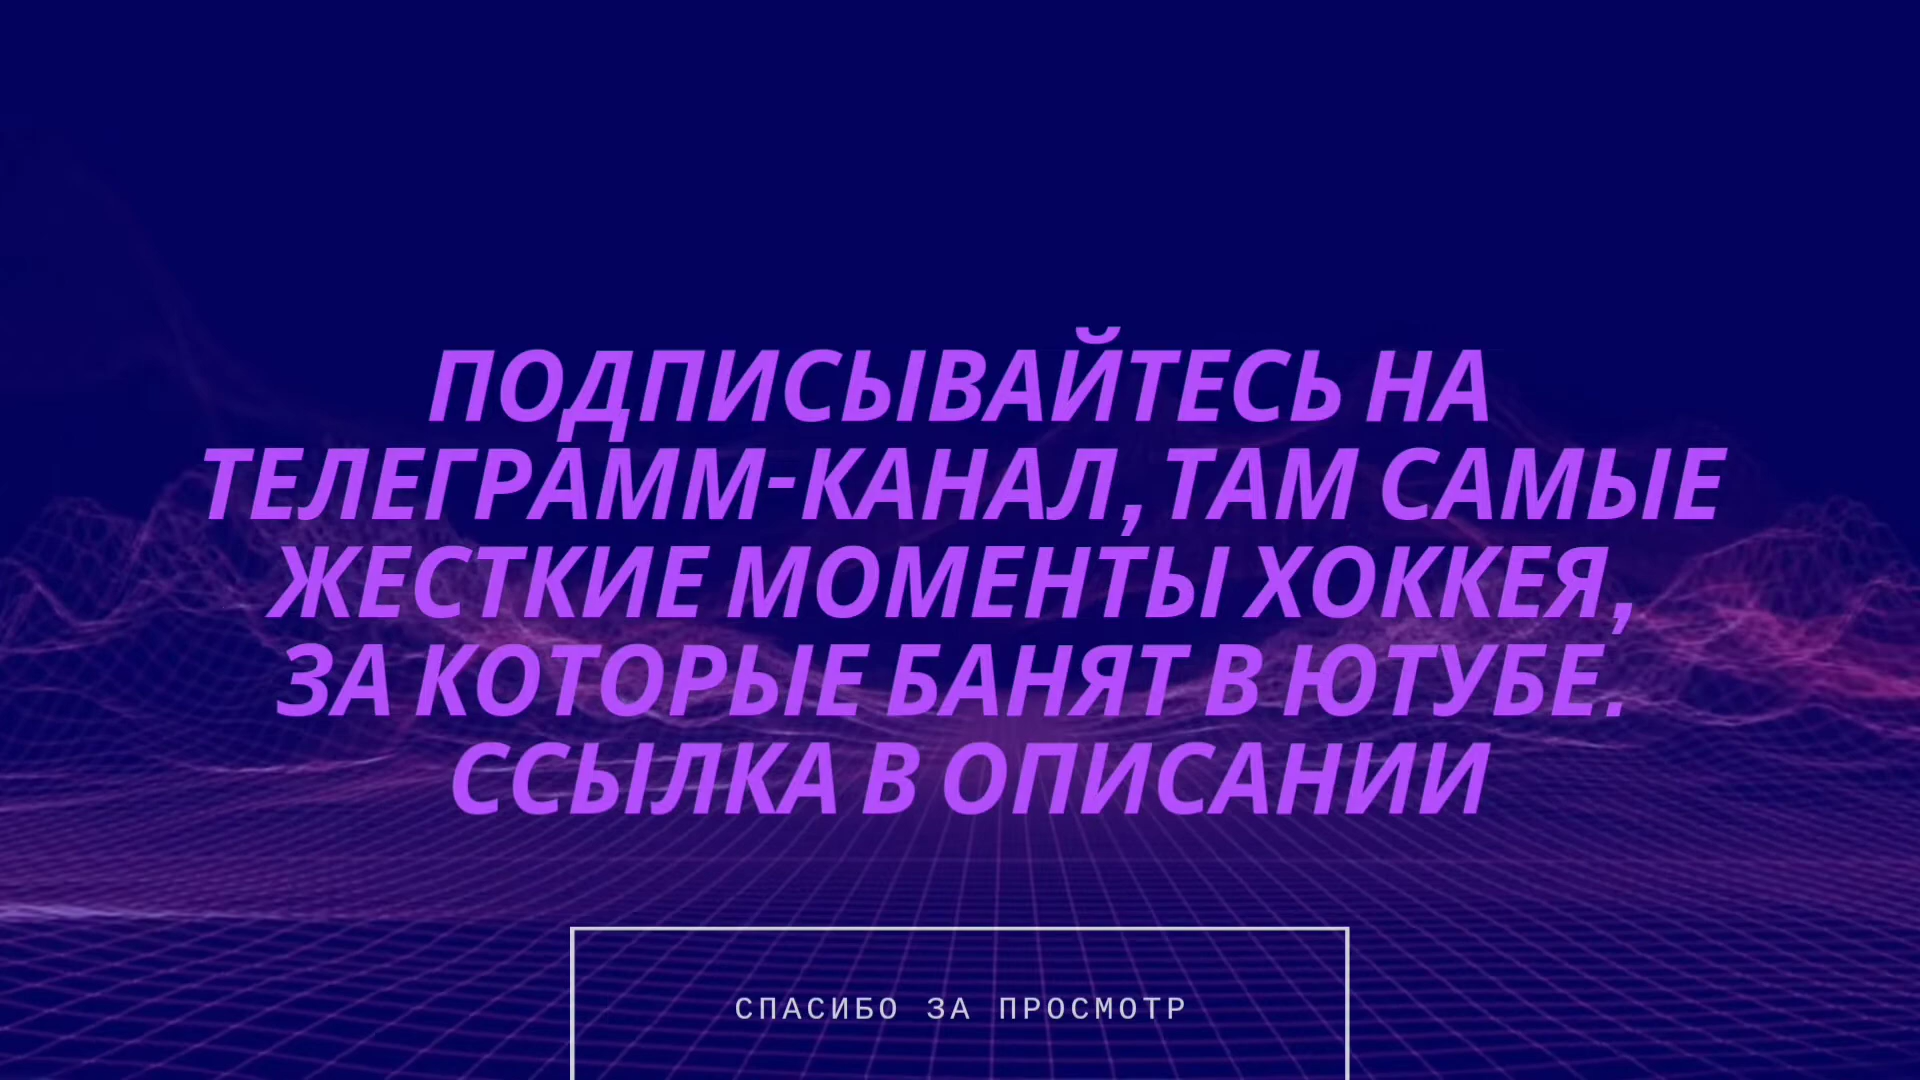 ПОДПИСЫВАЙТЕСЬ НА
ТЕЛЕГРАММ-КАНАЛ, ТАМ САМЫЕ
ЖЕСТКИЕ МОМЕНТЫ ХОККЕЯ,
ЗА КОТОРЫЕ БАНЯТ В ЮТУБЕ.
ССЫЛКА В ОПИСАНИИ
СПАСИБО ЗА ПРОСМОТР